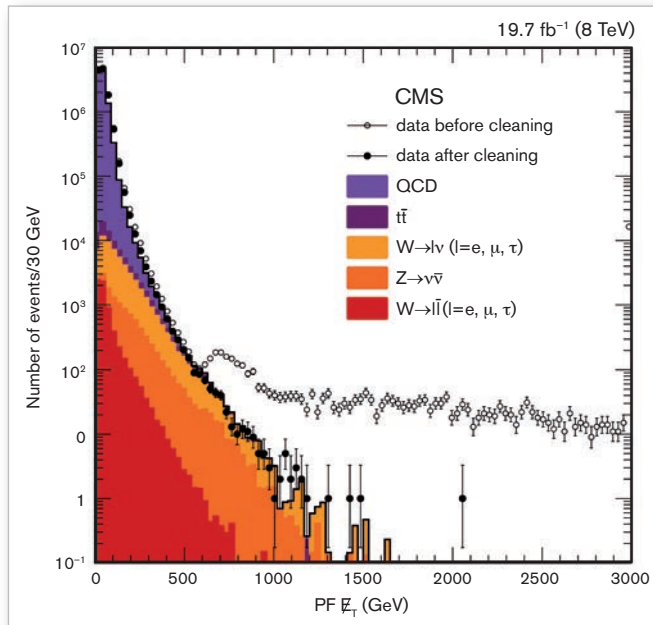 19.7 fb⁻¹ (8 TeV)
10⁷
10⁶
10⁵
10⁴
10³
10²
0
1
10⁻¹
Number of events/30 GeV
CMS
data before cleaning
data after cleaning
QCD
tt̄
W→lν (l=e, μ, τ)
Z→νν̄
W→ll̄ (l=e, μ, τ)
0 500 1000 1500 2000 2500 3000
PF E̸T (GeV)